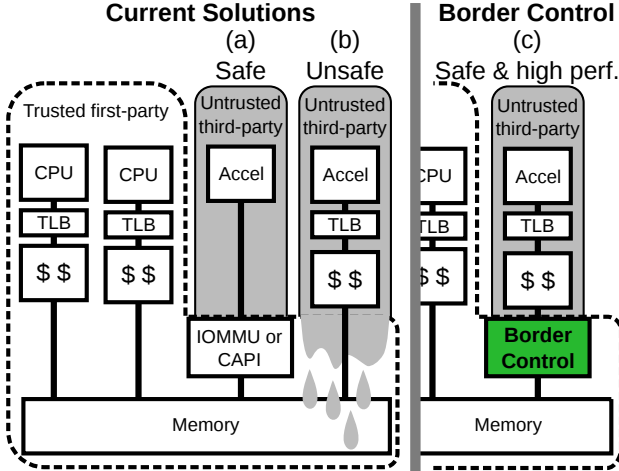 Current Solutions
Border Control
(a)
(b)
(c)
Safe
Unsafe
Safe & high perf.
Trusted first-party
Untrusted
third-party
Untrusted
third-party
Untrusted
third-party
CPU
CPU
Accel
Accel
CPU
Accel
TLB
TLB
TLB
TLB
TLB
$ $
$ $
$ $
$ $
IOMMU or
CAPI
Border
Control
Memory
Memory